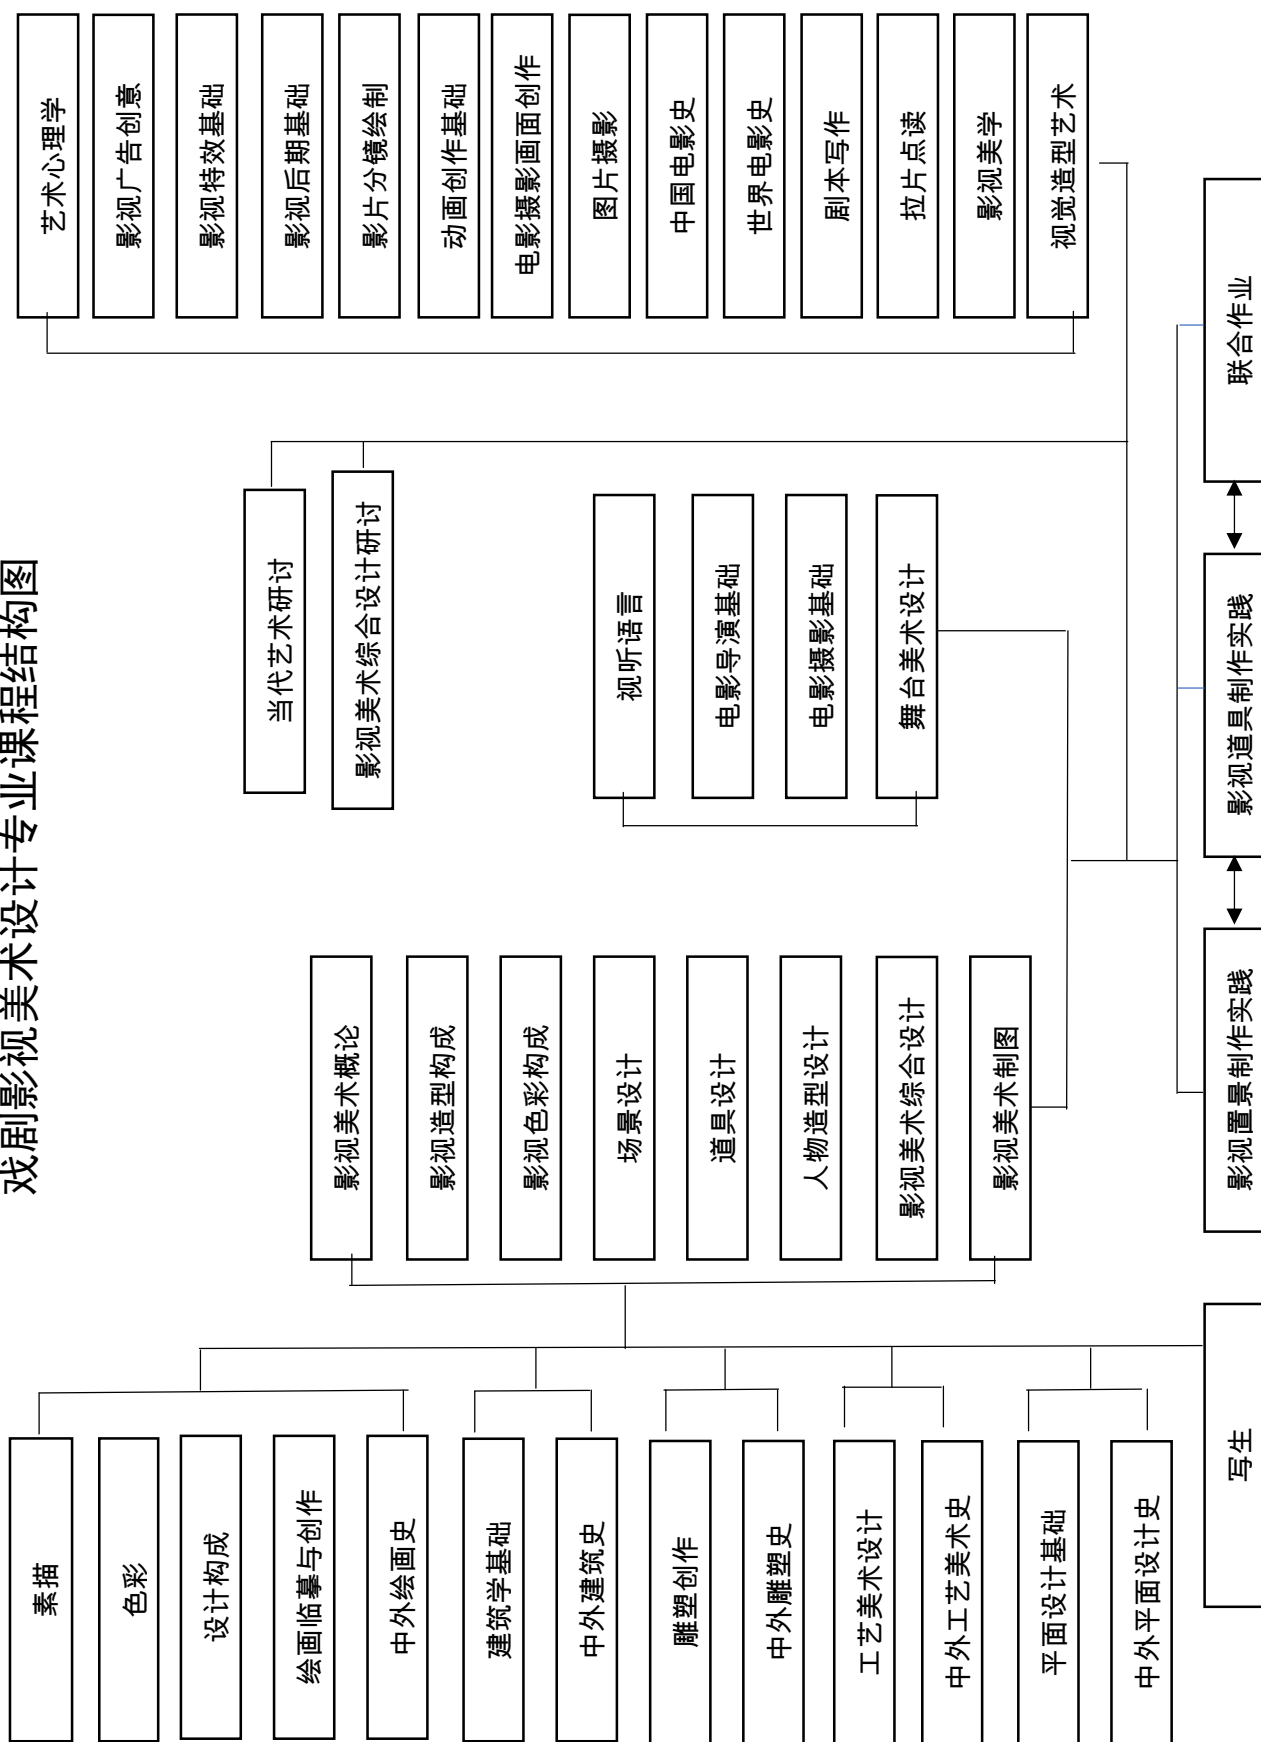 戏剧影视美术设计专业课程结构图
素描
色彩
设计构成
绘画临摹与创作
中外绘画史
建筑学基础
中外建筑史
雕塑创作
中外雕塑史
工艺美术设计
中外工艺美术史
平面设计基础
中外平面设计史
写生
影视美术概论
影视造型构成
影视色彩构成
场景设计
道具设计
人物造型设计
影视美术综合设计
影视美术制图
影视置景制作实践
当代艺术研讨
影视美术综合设计研讨
视听语言
电影导演基础
电影摄影基础
舞台美术设计
影视道具制作实践
艺术心理学
影视广告创意
影视特效基础
影视后期基础
影片分镜绘制
动画创作基础
电影摄影画面创作
图片摄影
中国电影史
世界电影史
剧本写作
拉片点读
影视美学
视觉造型艺术
联合作业